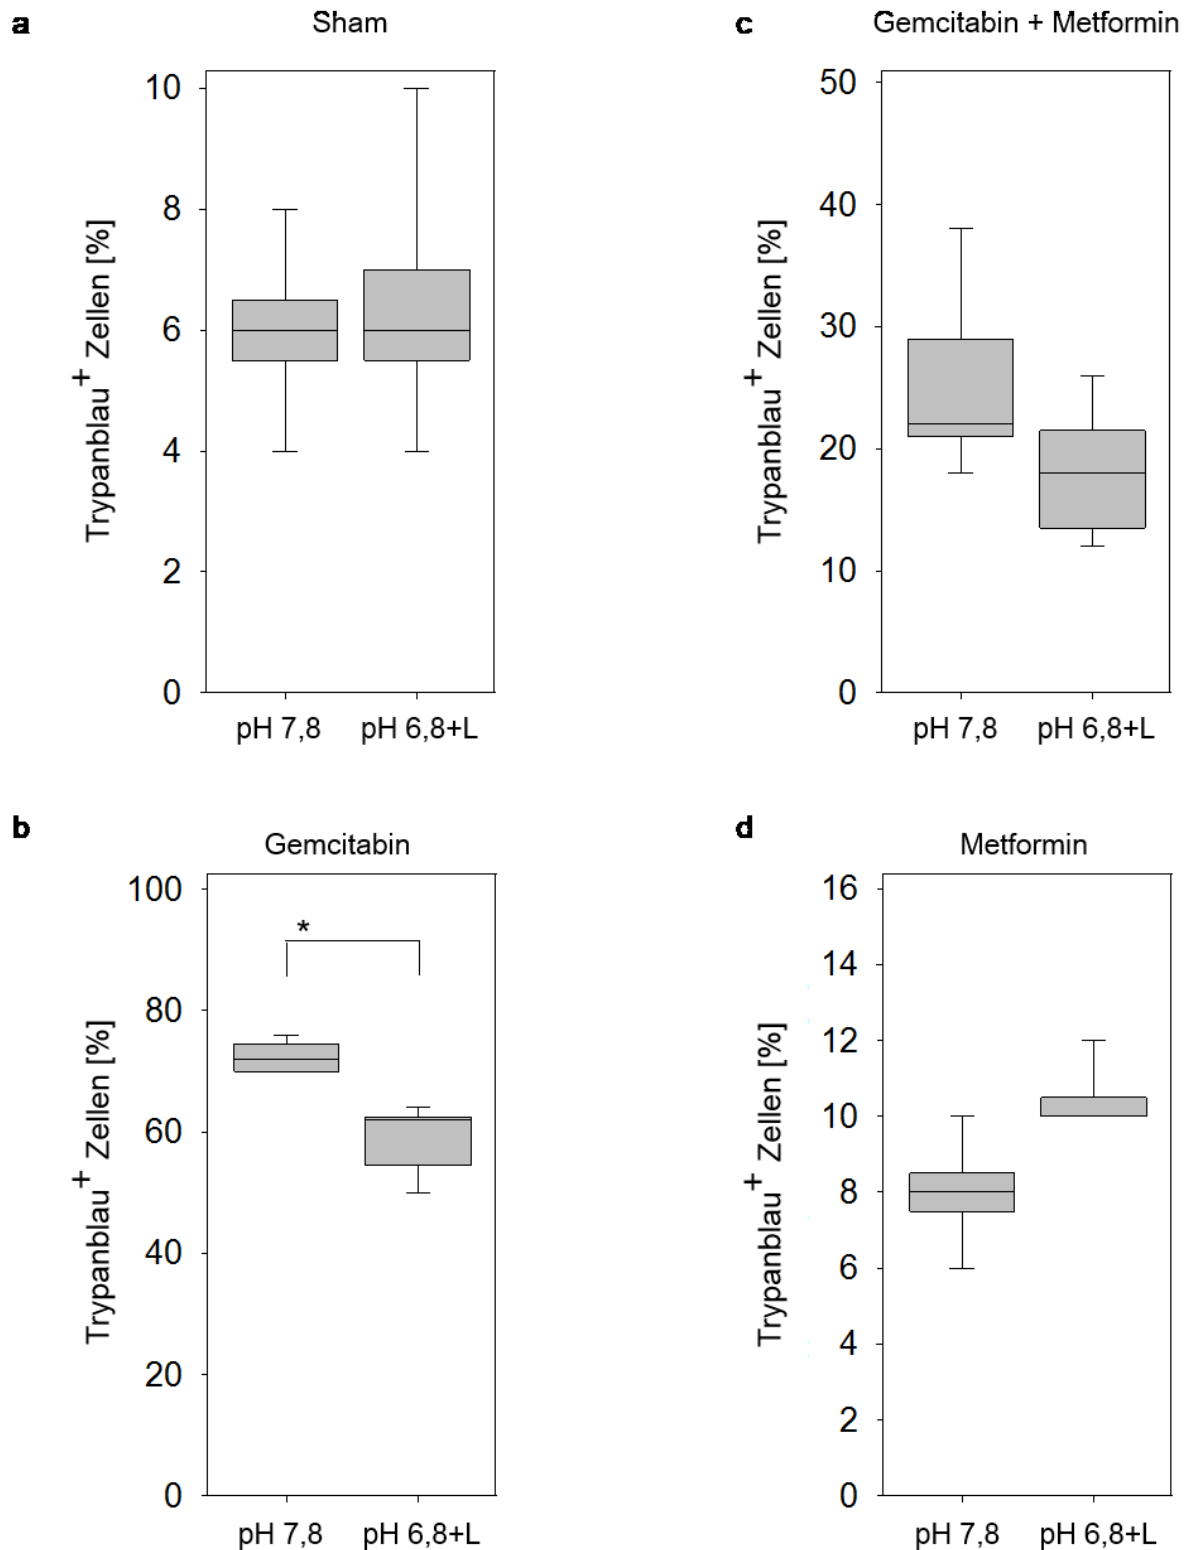 a
Sham
10
8
6
4
2
0
Trypanblau+ Zellen [%]
pH 7,8 pH 6,8+L
c
Gemcitabin + Metformin
50
40
30
20
10
0
Trypanblau+ Zellen [%]
pH 7,8 pH 6,8+L
b
Gemcitabin
100
80
60
40
20
0
Trypanblau+ Zellen [%]
*
pH 7,8 pH 6,8+L
d
Metformin
16
14
12
10
8
6
4
2
0
Trypanblau+ Zellen [%]
pH 7,8 pH 6,8+L